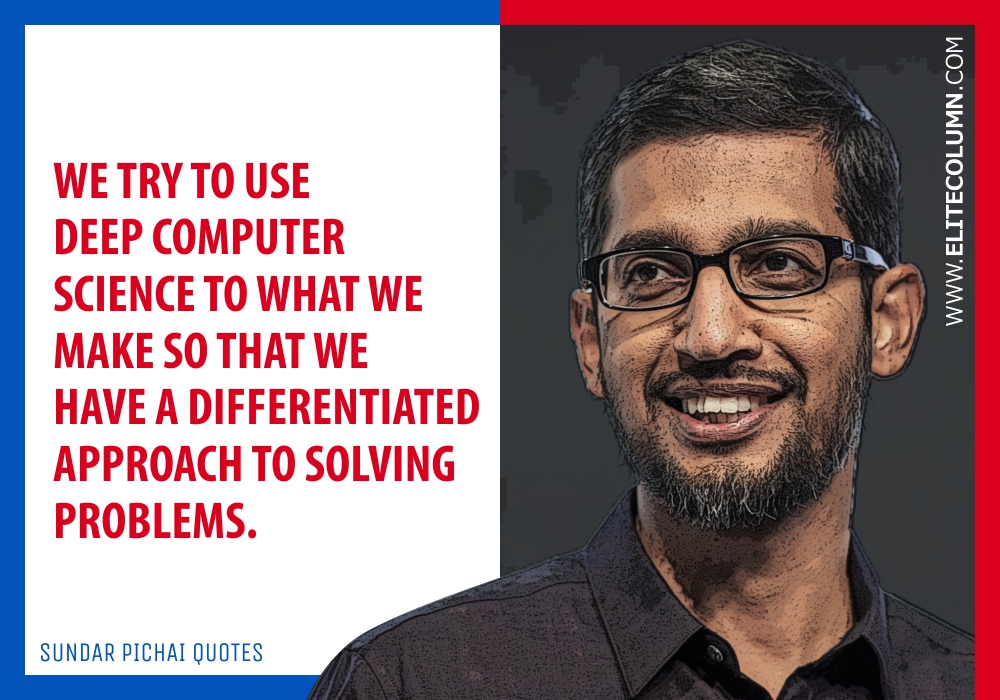 WE TRY TO USE
DEEP COMPUTER
SCIENCE TO WHAT WE
MAKE SO THAT WE
HAVE A DIFFERENTIATED
APPROACH TO SOLVING
PROBLEMS.
SUNDAR PICHAI QUOTES
WWW.ELITECOLUMN.COM